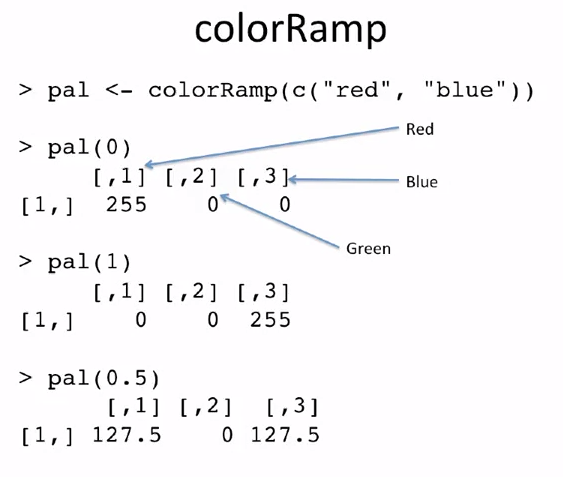 colorRamp
> pal <- colorRamp(c("red", "blue"))
> pal(0)
Red
[,1] [,2] [,3]
Blue
[1,] 255 0 0
Green
> pal(1)
[,1] [,2] [,3]
[1,] 0 0 255
> pal(0.5)
[,1] [,2] [,3]
[1,] 127.5 0 127.5